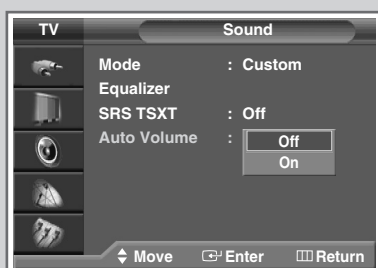 TV Sound
Mode : Custom
Equalizer
SRS TSXT : Off
Auto Volume : Off
On
Move Enter Return